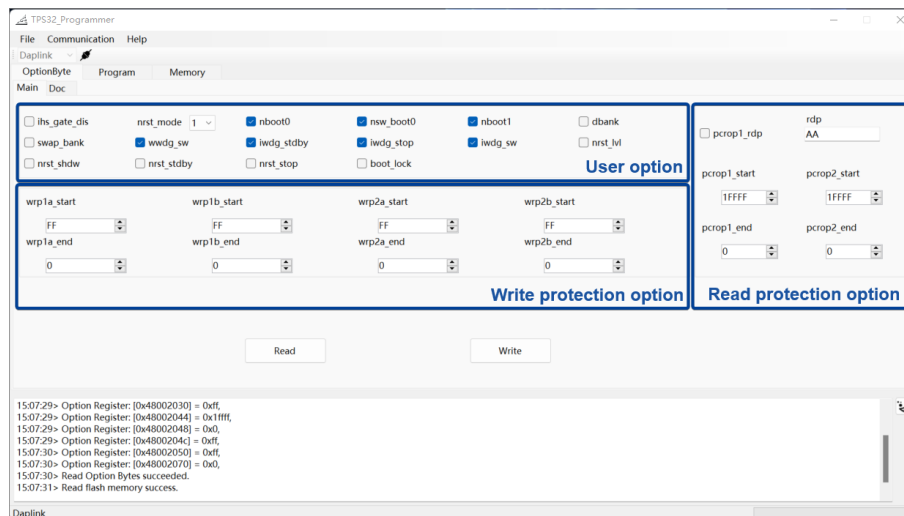 TPS32_Programmer
File Communication Help
Daplink
OptionByte Program Memory
Main Doc
ihs_gate_dis nrst_mode 1 nboot0 nsw_boot0 nboot1 dbank
swap_bank wwdg_sw iwdg_stdby iwdg_stop iwdg_sw nrst_lvl
nrst_shdw nrst_stdby nrst_stop boot_lock
User option
wrp1a_start wrp1b_start wrp2a_start wrp2b_start
FF FF FF FF
wrp1a_end wrp1b_end wrp2a_end wrp2b_end
0 0 0 0
Write protection option
rdp
pcrop1_rdp AA
pcrop1_start pcrop2_start
1FFFF 1FFFF
pcrop1_end pcrop2_end
0 0
Read protection option
Read Write
15:07:29> Option Register: [0x48002030] = 0xff,
15:07:29> Option Register: [0x48002044] = 0x1ffff,
15:07:29> Option Register: [0x48002048] = 0x0,
15:07:29> Option Register: [0x4800204c] = 0xff,
15:07:30> Option Register: [0x48002050] = 0xff,
15:07:30> Option Register: [0x48002070] = 0x0,
15:07:30> Read Option Bytes succeeded.
15:07:31> Read flash memory success.
Daplink